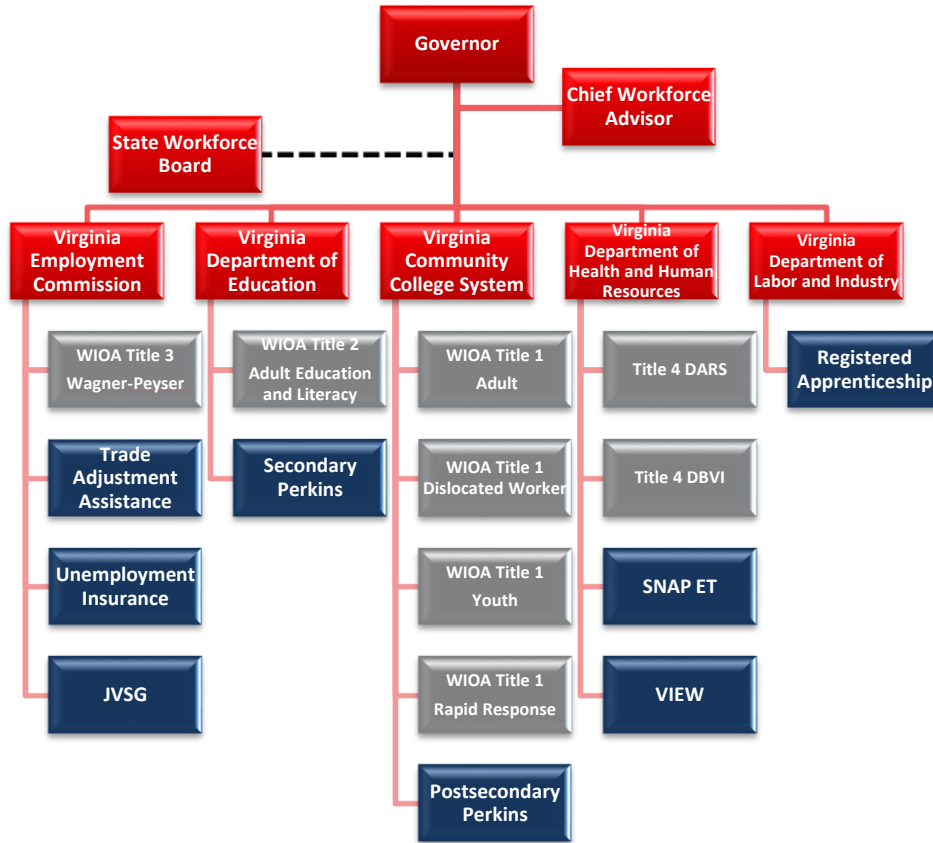 Governor
Chief Workforce
Advisor
State Workforce
Board
Virginia
Employment
Commission
Virginia
Department of
Education
Virginia
Community
College System
Virginia
Department of
Health and Human
Resources
Virginia
Department of
Labor and Industry
WIOA Title 3
Wagner-Peyser
Trade
Adjustment
Assistance
Unemployment
Insurance
JVSG
WIOA Title 2
Adult Education
and Literacy
Secondary
Perkins
WIOA Title 1
Adult
WIOA Title 1
Dislocated Worker
WIOA Title 1
Youth
WIOA Title 1
Rapid Response
Postsecondary
Perkins
Title 4 DARS
Title 4 DBVI
SNAP ET
VIEW
Registered
Apprenticeship